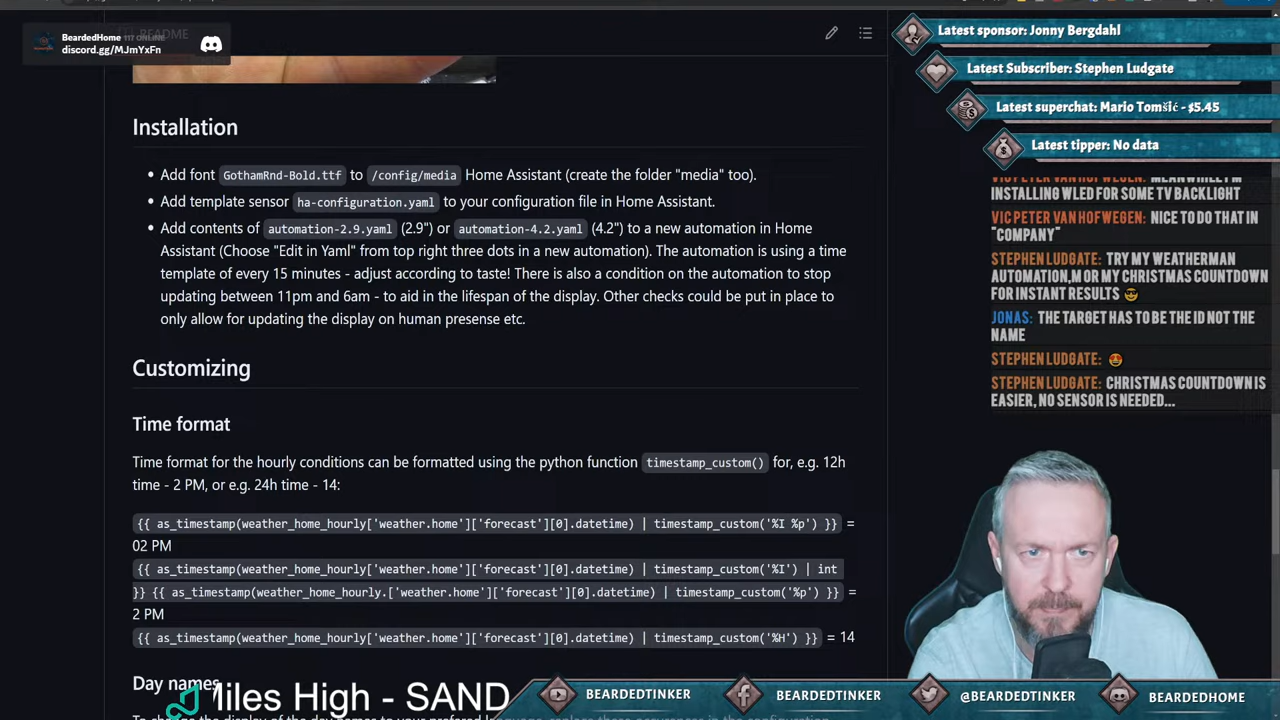 BeardedHome 117 ONLINE
discord.gg/MJmYxFn
README
Installation
• Add font GothamRnd-Bold.ttf to /config/media Home Assistant (create the folder "media" too).
• Add template sensor ha-configuration.yaml to your configuration file in Home Assistant.
• Add contents of automation-2.9.yaml (2.9") or automation-4.2.yaml (4.2") to a new automation in Home
Assistant (Choose "Edit in Yaml" from top right three dots in a new automation). The automation is using a time
template of every 15 minutes - adjust according to taste! There is also a condition on the automation to stop
updating between 11pm and 6am - to aid in the lifespan of the display. Other checks could be put in place to
only allow for updating the display on human presense etc.
Customizing
Time format
Time format for the hourly conditions can be formatted using the python function timestamp_custom() for, e.g. 12h
time - 2 PM, or e.g. 24h time - 14:
{{ as_timestamp(weather_home_hourly['weather.home']['forecast'][0].datetime) | timestamp_custom('%I %p') }} =
02 PM
{{ as_timestamp(weather_home_hourly['weather.home']['forecast'][0].datetime) | timestamp_custom('%I') | int
}} {{ as_timestamp(weather_home_hourly.['weather.home']['forecast'][0].datetime) | timestamp_custom('%p') }} =
2 PM
{{ as_timestamp(weather_home_hourly['weather.home']['forecast'][0].datetime) | timestamp_custom('%H') }} = 14
Day names
Latest sponsor: Jonny Bergdahl
Latest Subscriber: Stephen Ludgate
Latest superchat: Mario Tomšić - $5.45
Latest tipper: No data
VIC PETER VAN HOFWEGEN: MEANWHILE I'M
INSTALLING WLED FOR SOME TV BACKLIGHT
VIC PETER VAN HOFWEGEN: NICE TO DO THAT IN
"COMPANY"
STEPHEN LUDGATE: TRY MY WEATHERMAN
AUTOMATION,M OR MY CHRISTMAS COUNTDOWN
FOR INSTANT RESULTS 😎
JONAS: THE TARGET HAS TO BE THE ID NOT THE
NAME
STEPHEN LUDGATE: 😍
STEPHEN LUDGATE: CHRISTMAS COUNTDOWN IS
EASIER, NO SENSOR IS NEEDED...
Miles High - SAND
BEARDEDTINKER
BEARDEDTINKER
@BEARDEDTINKER
BEARDEDHOME